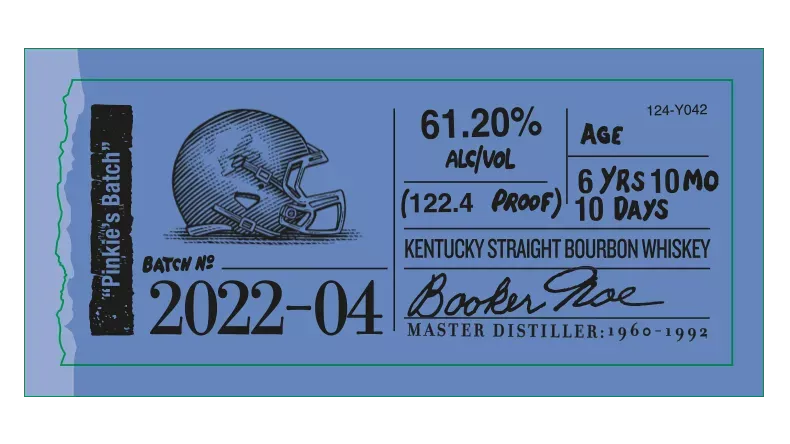 "Pinkie's Batch"
BATCH Nº
2022-04
61.20%
ALC/VOL
(122.4 PROOF)
124-Y042
AGE
6 YRS 10 MO
10 DAYS
KENTUCKY STRAIGHT BOURBON WHISKEY
Booker Noe
MASTER DISTILLER:1960-1992